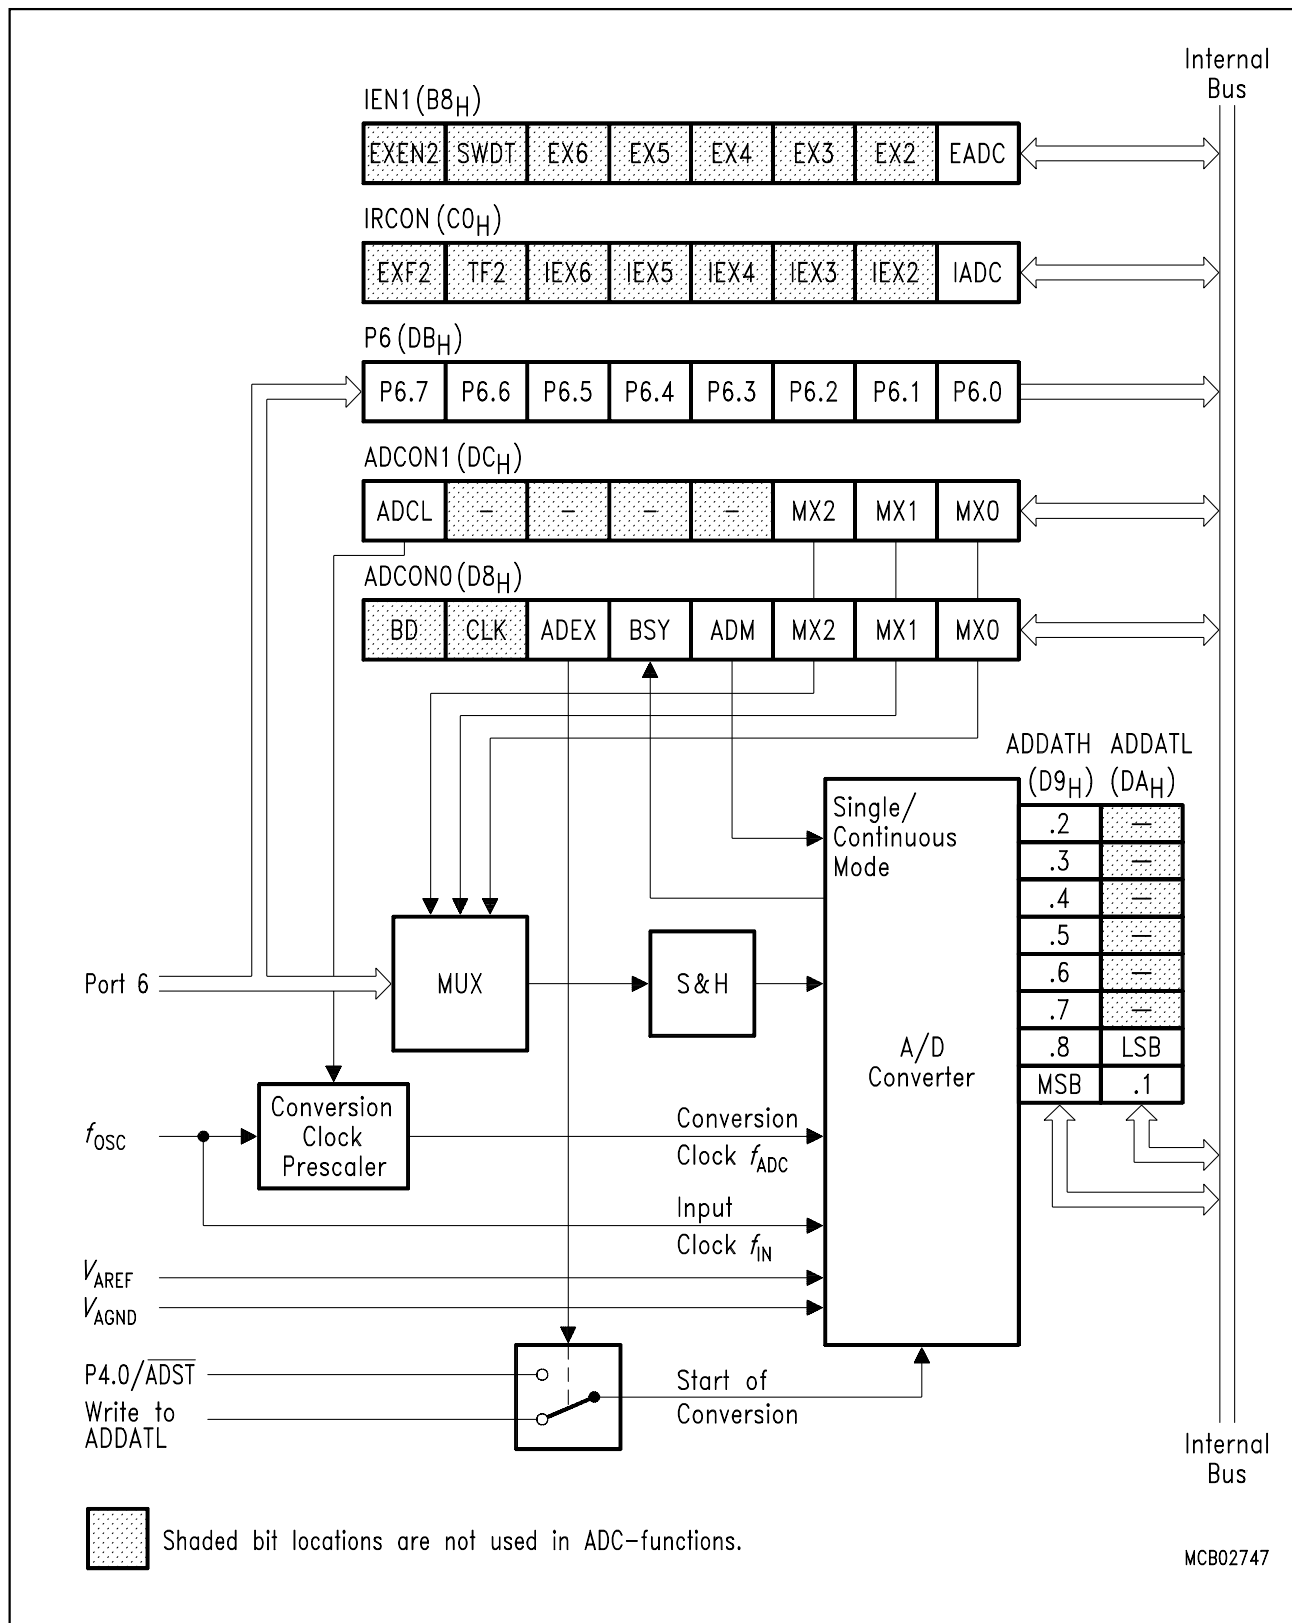 Internal
Bus
IEN1 (B8H)
EXEN2 SWDT EX6 EX5 EX4 EX3 EX2 EADC
IRCON (C0H)
EXF2 TF2 IEX6 IEX5 IEX4 IEX3 IEX2 IADC
P6 (DBH)
P6.7 P6.6 P6.5 P6.4 P6.3 P6.2 P6.1 P6.0
ADCON1 (DCH)
ADCL – – – – MX2 MX1 MX0
ADCON0 (D8H)
BD CLK ADEX BSY ADM MX2 MX1 MX0
ADDATH ADDATL
(D9H) (DAH)
.2 –
.3 –
.4 –
.5 –
.6 –
.7 –
.8 LSB
MSB .1
Single/
Continuous
Mode
Port 6
MUX
S&H
A/D
Converter
fOSC
Conversion
Clock
Prescaler
Conversion
Clock fADC
Input
Clock fIN
VAREF
VAGND
P4.0/ADST
Write to
ADDATL
Start of
Conversion
Internal
Bus
Shaded bit locations are not used in ADC–functions.
MCB02747